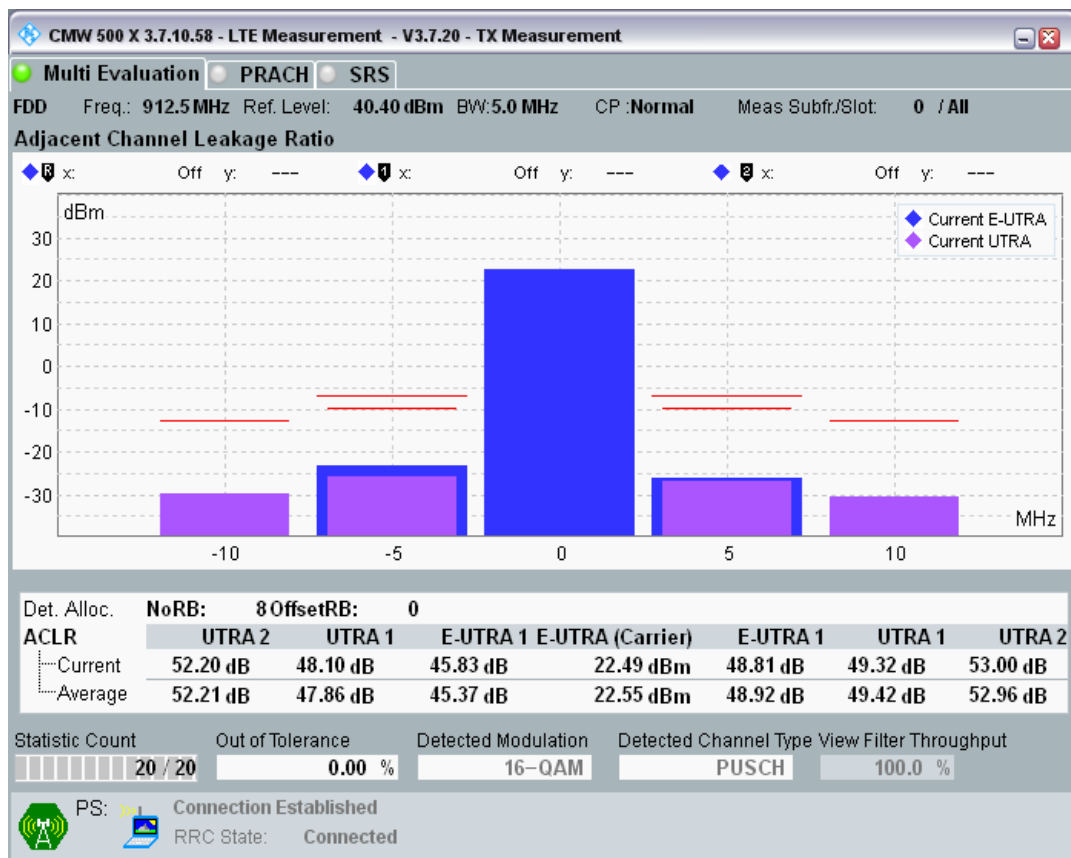 CMW 500 X 3.7.10.58 - LTE Measurement - V3.7.20 - TX Measurement
Multi Evaluation PRACH SRS
FDD Freq.: 912.5 MHz Ref. Level: 40.40 dBm BW:5.0 MHz CP :Normal Meas Subfr./Slot: 0 / All
Adjacent Channel Leakage Ratio
R x: Off y: --- 1 x: Off y: --- 2 x: Off y: ---
dBm
Current E-UTRA
Current UTRA
30
20
10
0
-10
-20
-30
MHz
-10 -5 0 5 10
Det. Alloc. NoRB: 8 OffsetRB: 0
ACLR UTRA 2 UTRA 1 E-UTRA 1 E-UTRA (Carrier) E-UTRA 1 UTRA 1 UTRA 2
Current 52.20 dB 48.10 dB 45.83 dB 22.49 dBm 48.81 dB 49.32 dB 53.00 dB
Average 52.21 dB 47.86 dB 45.37 dB 22.55 dBm 48.92 dB 49.42 dB 52.96 dB
Statistic Count Out of Tolerance Detected Modulation Detected Channel Type View Filter Throughput
20 / 20 0.00 % 16-QAM PUSCH 100.0 %
PS: Connection Established
RRC State: Connected